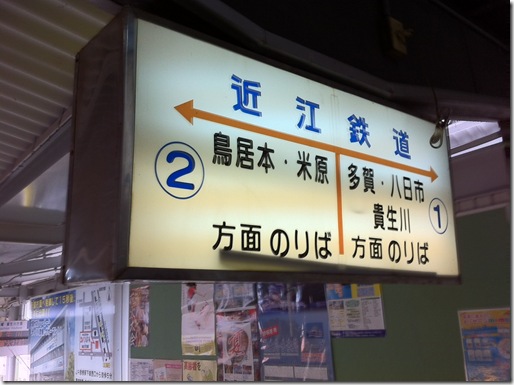 近江鉄道
② 鳥居本・米原
方面 のりば
多賀・八日市 ①
貴生川
方面 のりば